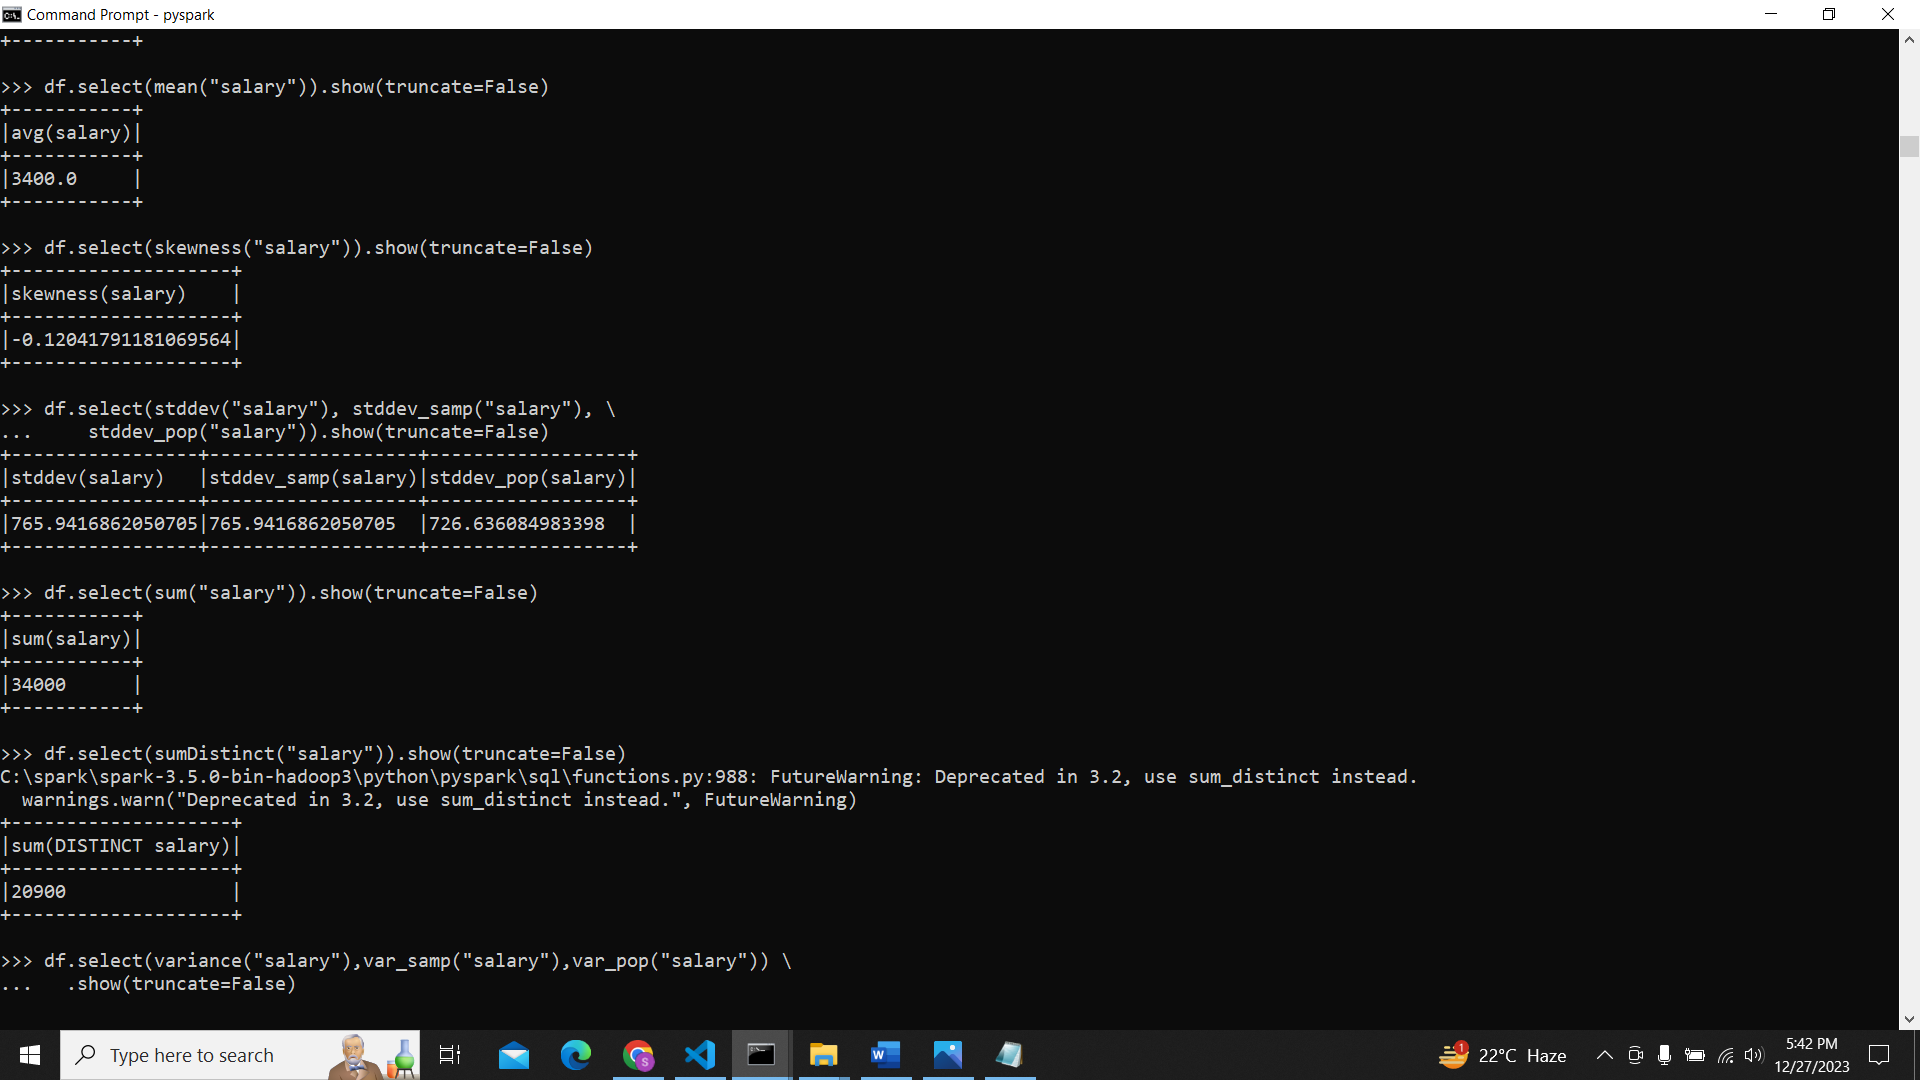 Command Prompt - pyspark
+-----------+
>>> df.select(mean("salary")).show(truncate=False)
+-----------+
|avg(salary)|
+-----------+
|3400.0     |
+-----------+
>>> df.select(skewness("salary")).show(truncate=False)
+--------------------+
|skewness(salary)    |
+--------------------+
|-0.12041791181069564|
+--------------------+
>>> df.select(stddev("salary"), stddev_samp("salary"), \
...     stddev_pop("salary")).show(truncate=False)
+-----------------+-------------------+------------------+
|stddev(salary)   |stddev_samp(salary)|stddev_pop(salary)|
+-----------------+-------------------+------------------+
|765.9416862050705|765.9416862050705  |726.636084983398  |
+-----------------+-------------------+------------------+
>>> df.select(sum("salary")).show(truncate=False)
+-----------+
|sum(salary)|
+-----------+
|34000      |
+-----------+
>>> df.select(sumDistinct("salary")).show(truncate=False)
C:\spark\spark-3.5.0-bin-hadoop3\python\pyspark\sql\functions.py:988: FutureWarning: Deprecated in 3.2, use sum_distinct instead.
  warnings.warn("Deprecated in 3.2, use sum_distinct instead.", FutureWarning)
+--------------------+
|sum(DISTINCT salary)|
+--------------------+
|20900               |
+--------------------+
>>> df.select(variance("salary"),var_samp("salary"),var_pop("salary")) \
...   .show(truncate=False)
Type here to search
1
22°C Haze
5:42 PM
12/27/2023